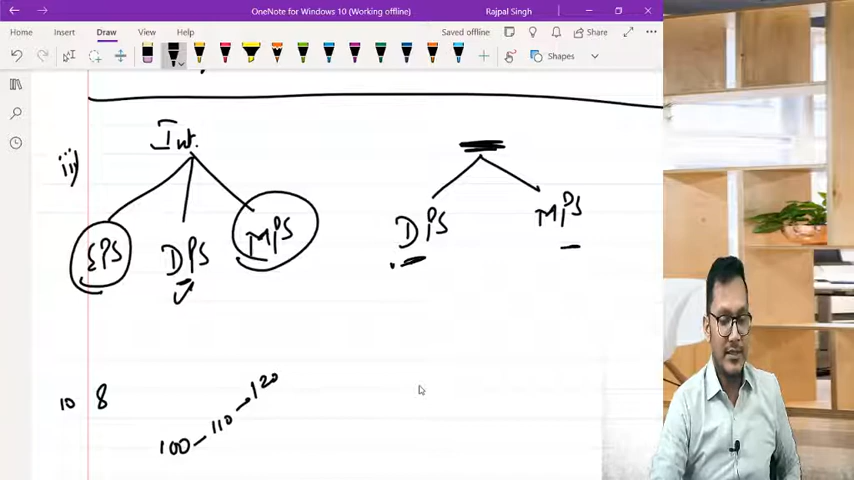 OneNote for Windows 10 (Working offline)
Rajpal Singh
Home Insert Draw View Help
Saved offline
Share
Shapes
iii)
Int.
EPS DPS MPS
DPS MPS
10 8
100 - 110 - 120